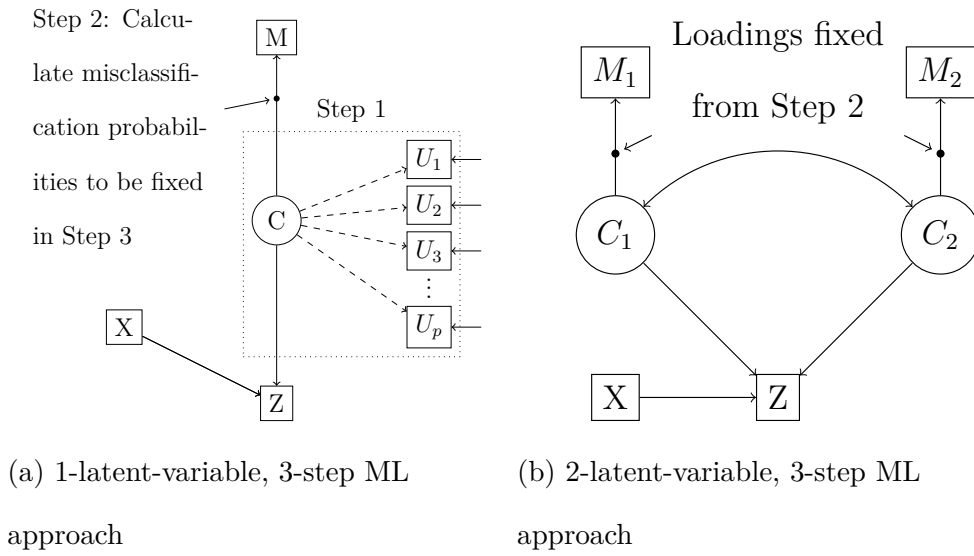 Step 2: Calcu-
late misclassifi-
cation probabil-
ities to be fixed
in Step 3
M
Step 1
C
U₁
U₂
U₃
⋮
Uₚ
X
Z
(a) 1-latent-variable, 3-step ML
approach
Loadings fixed
from Step 2
M₁
M₂
C₁
C₂
X
Z
(b) 2-latent-variable, 3-step ML
approach